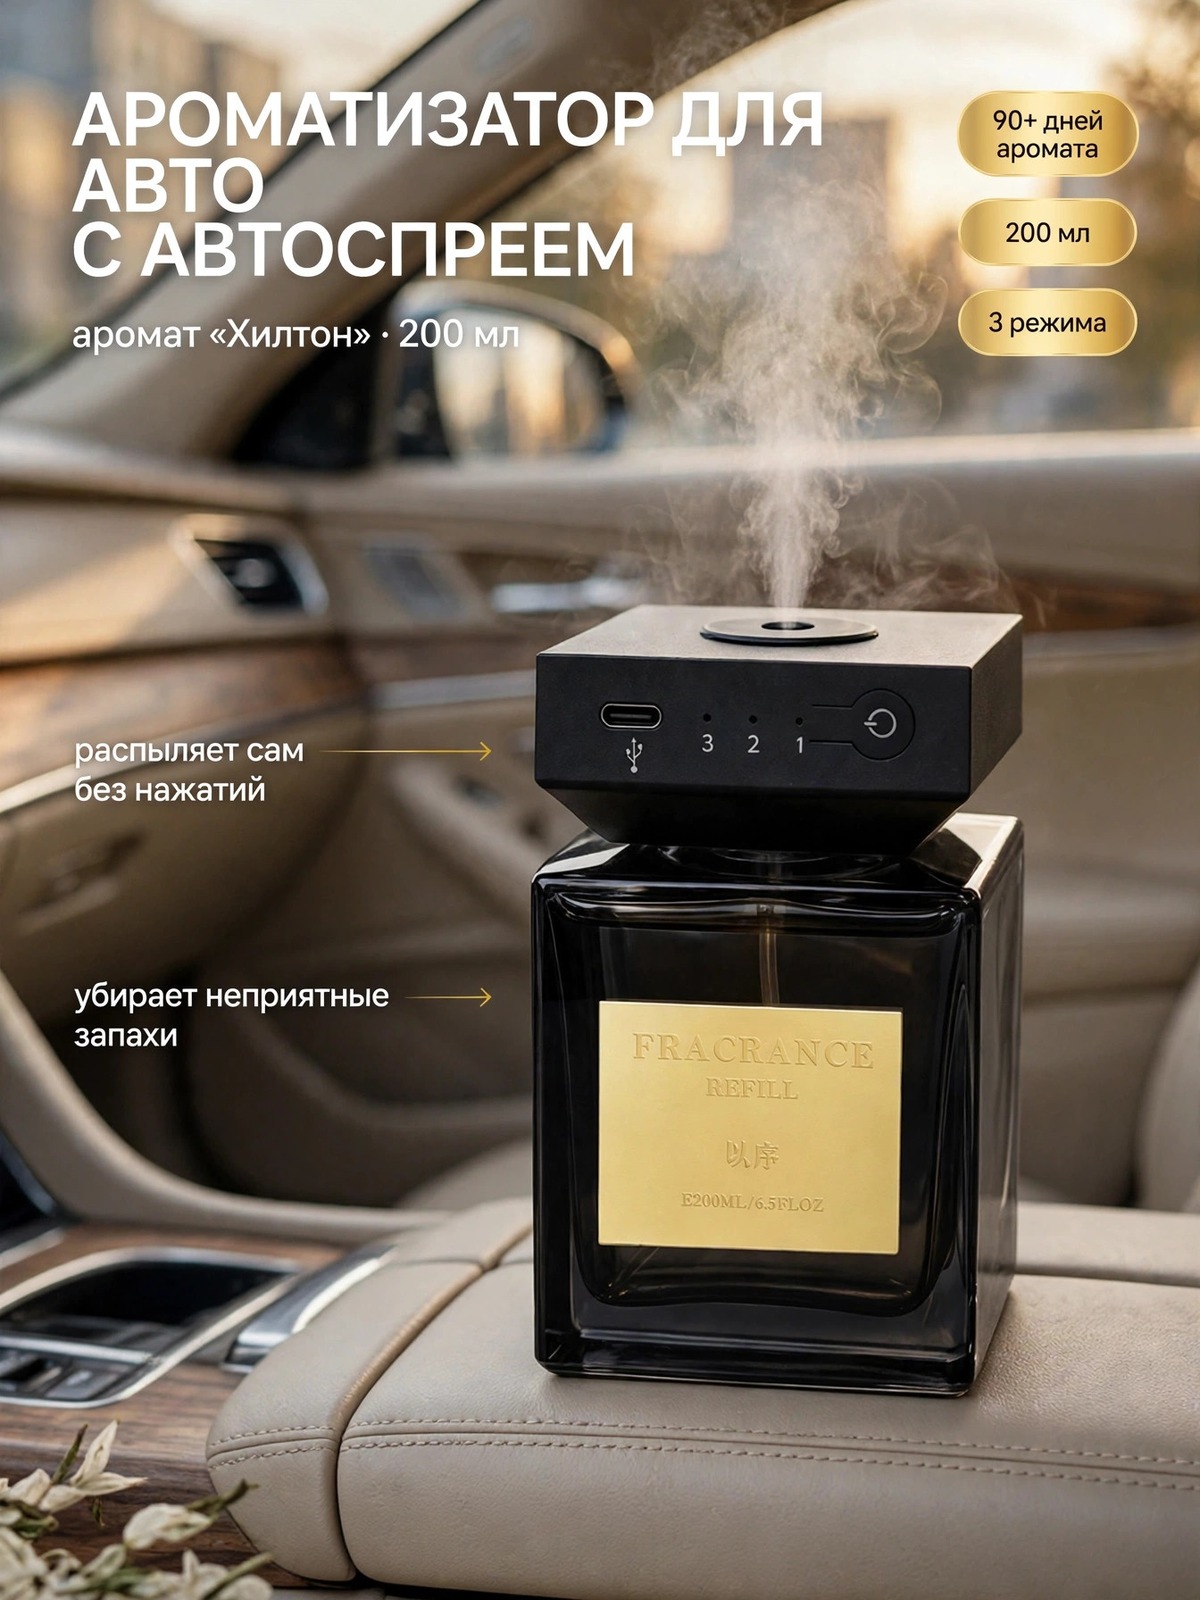 АРОМАТИЗАТОР ДЛЯ
АВТО
С АВТОСПРЕЕМ
аромат «Хилтон» · 200 мл
90+ дней
аромата
200 мл
3 режима
распыляет сам
без нажатий
убирает неприятные
запахи
3 2 1
FRACRANCE
REFILL
以序
E200ML/6.5FLOZ